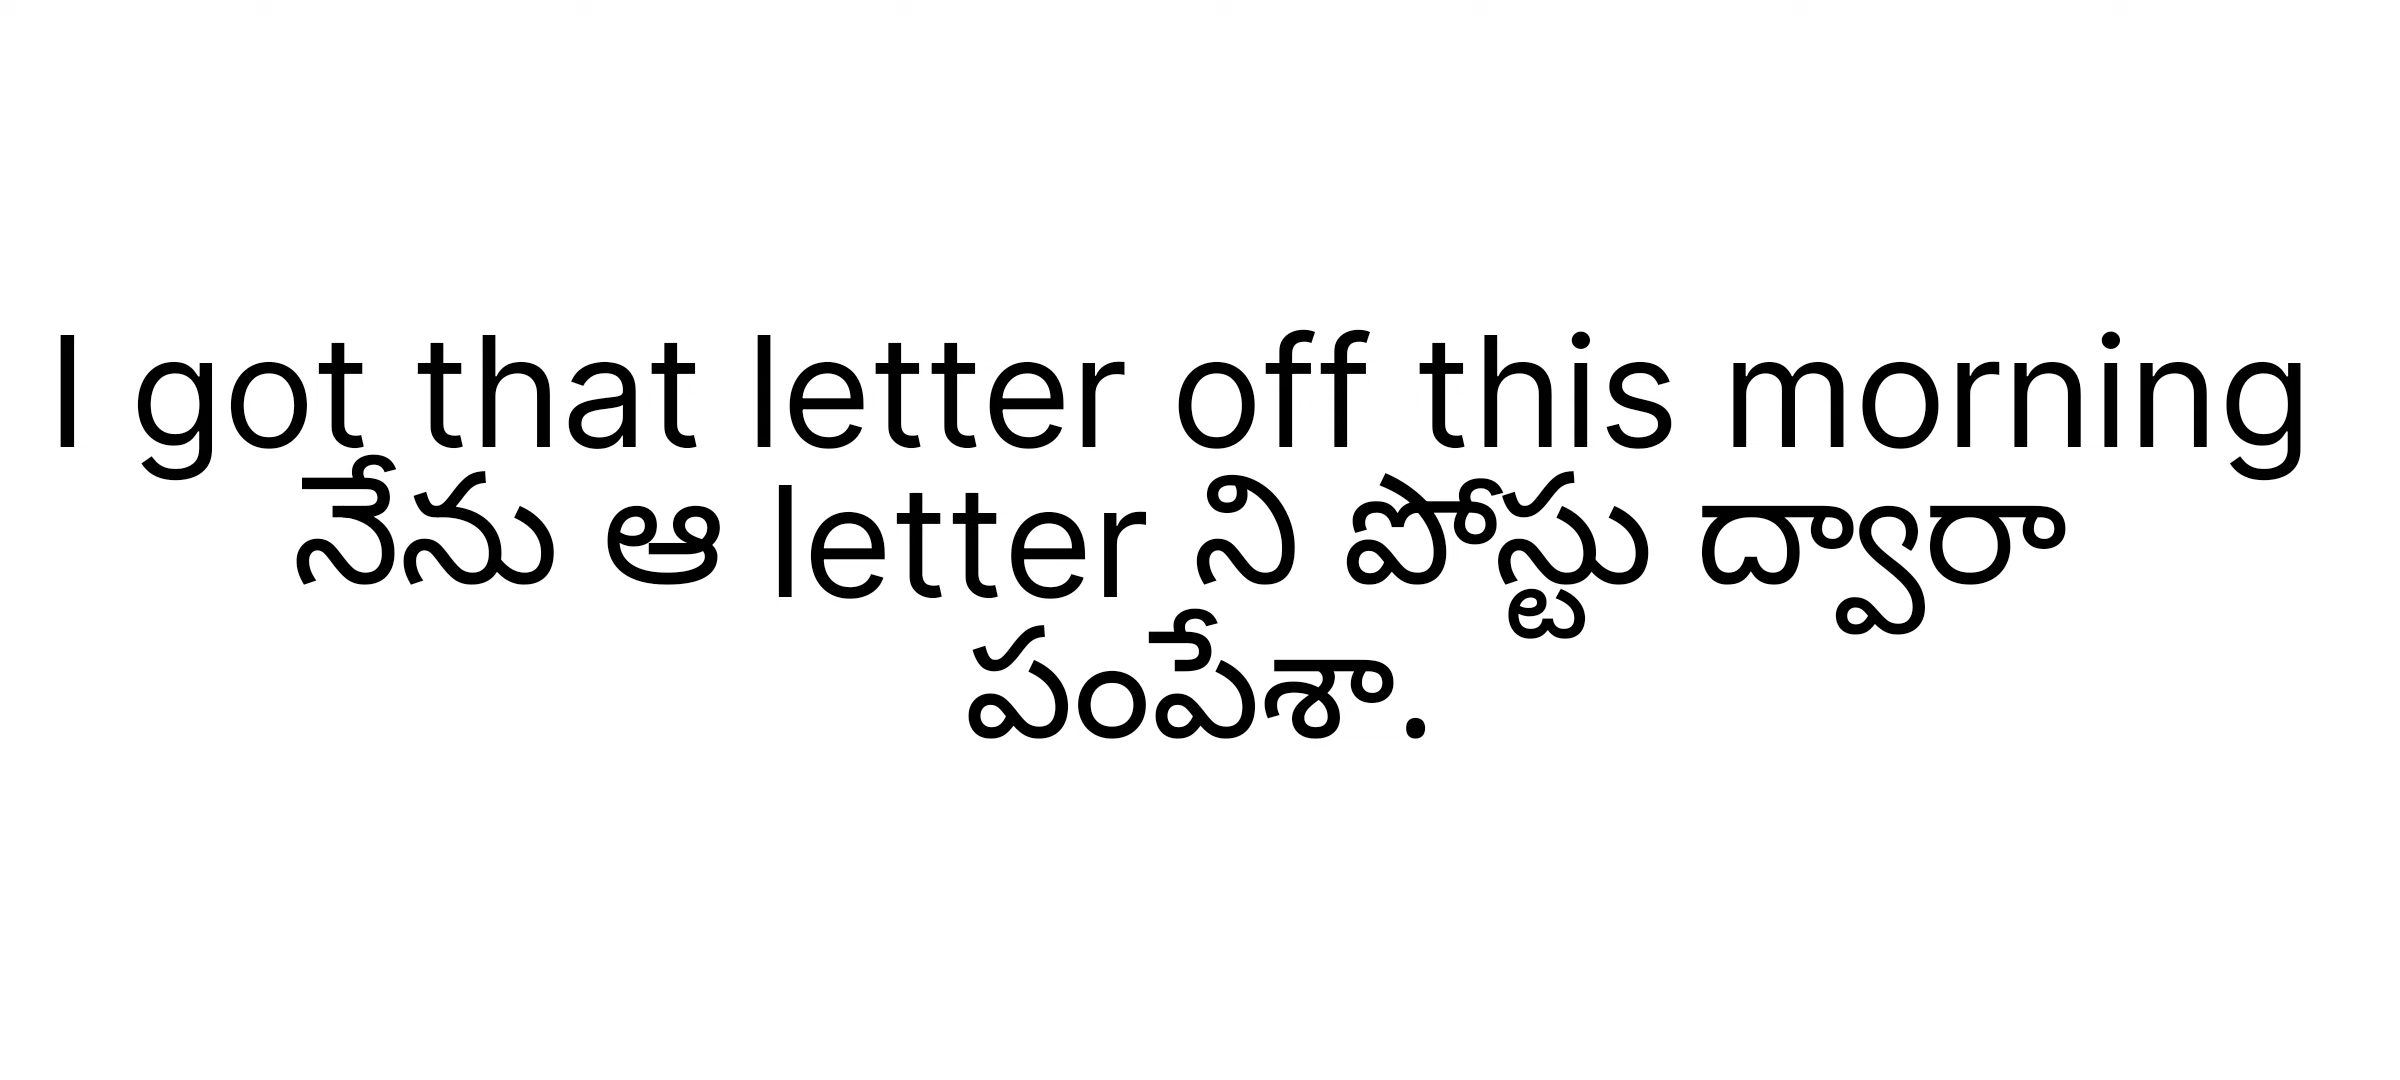 I got that letter off this morning
నేను ఆ letter ని పోస్టు ద్వారా
పంపేశా.